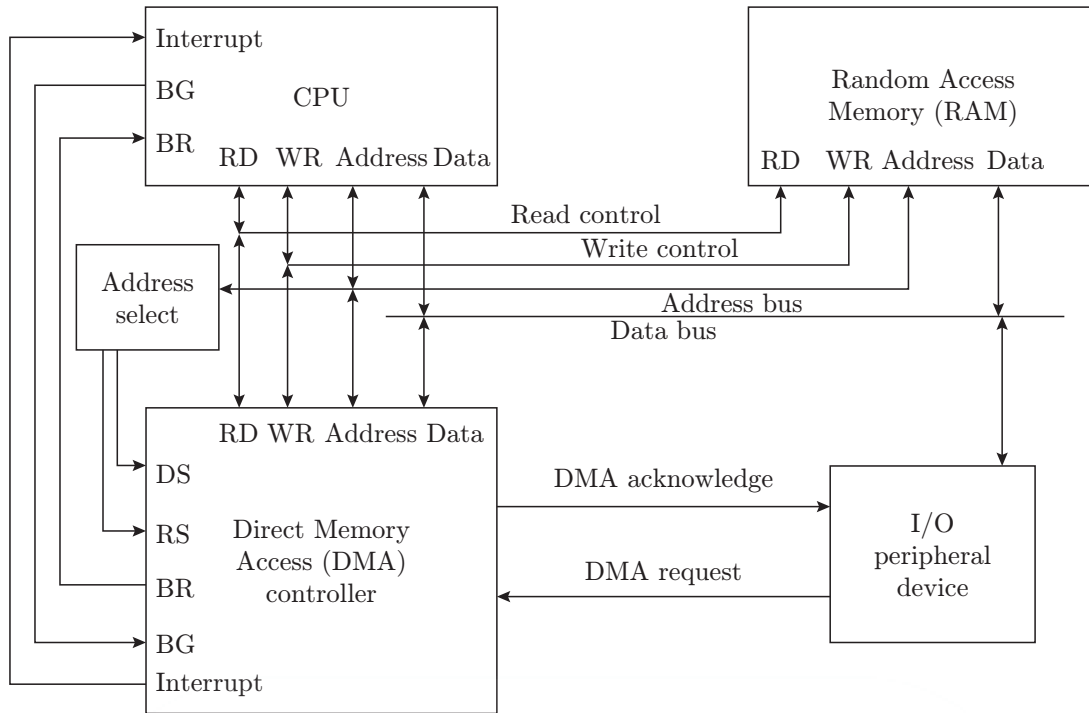 Interrupt
BG
CPU
BR
RD WR Address Data
Random Access
Memory (RAM)
RD WR Address Data
Read control
Write control
Address
select
Address bus
Data bus
RD WR Address Data
DS
RS
Direct Memory
Access (DMA)
controller
BR
BG
Interrupt
DMA acknowledge
DMA request
I/O
peripheral
device